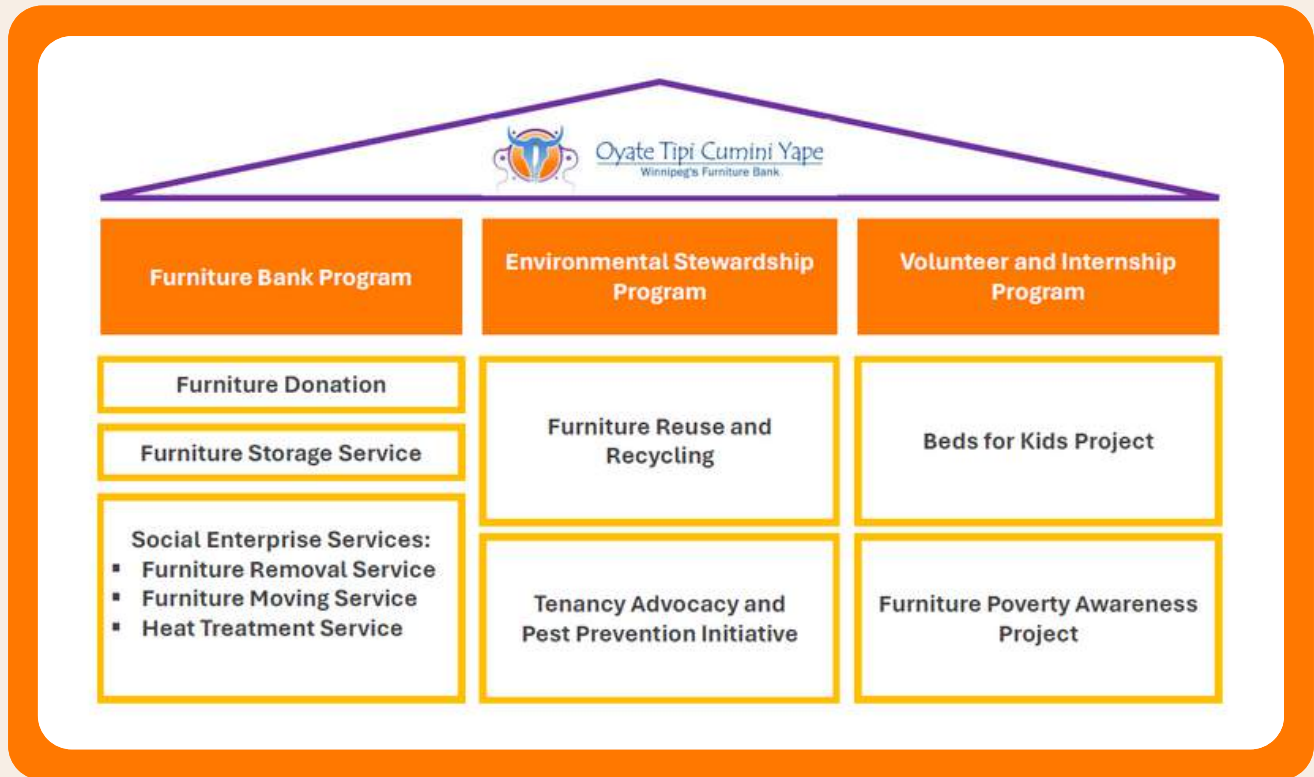 Oyate Tipi Cumini Yape
Winnipeg's Furniture Bank
Furniture Bank Program
Environmental Stewardship
Program
Volunteer and Internship
Program
Furniture Donation
Furniture Storage Service
Social Enterprise Services:
▪ Furniture Removal Service
▪ Furniture Moving Service
▪ Heat Treatment Service
Furniture Reuse and
Recycling
Tenancy Advocacy and
Pest Prevention Initiative
Beds for Kids Project
Furniture Poverty Awareness
Project